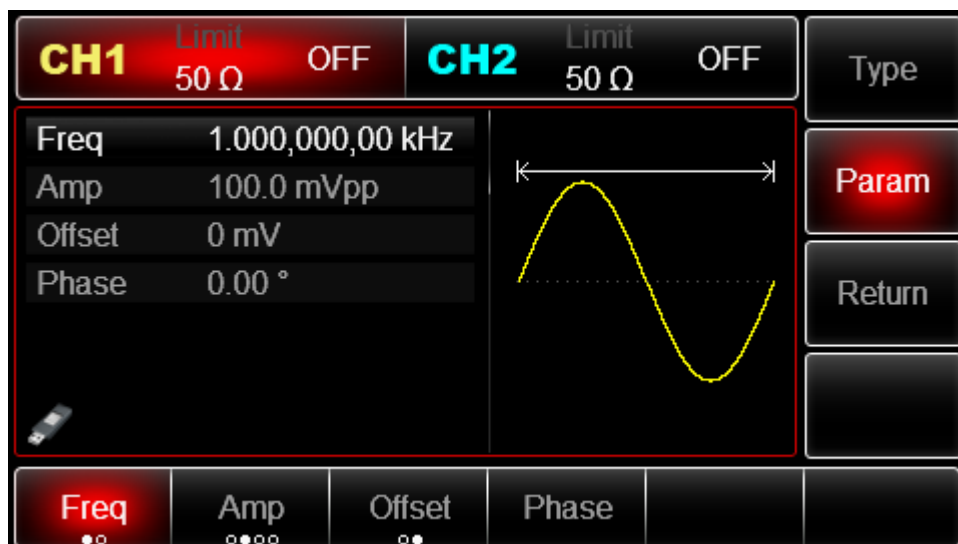 CH1 Limit 50 Ω OFF
CH2 Limit 50 Ω OFF
Type
Freq 1.000,000,00 kHz
Amp 100.0 mVpp
Offset 0 mV
Phase 0.00 °
Param
Return
Freq Amp Offset Phase